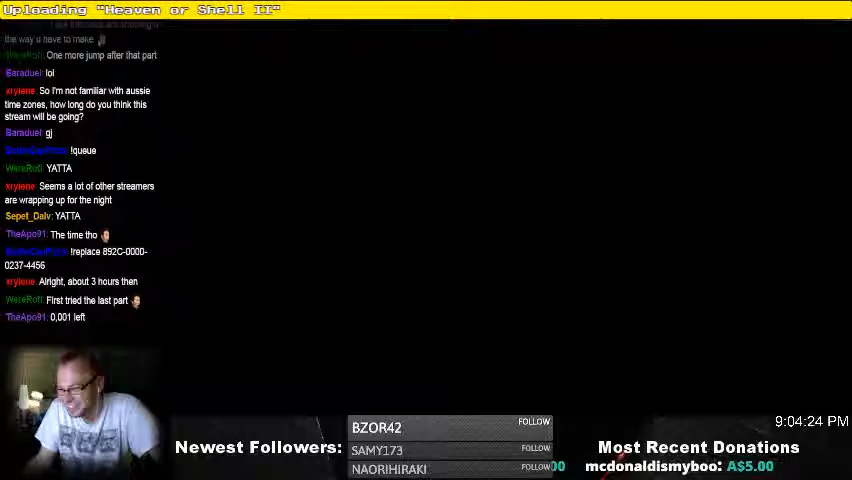 Uploading "Heaven or Shell II"
the way u have to make
WereRofl: One more jump after that part
Baraduel: lol
xrylene: So I'm not familiar with aussie
time zones, how long do you think this
stream will be going?
Baraduel: gj
!queue
WereRofl: YATTA
xrylene: Seems a lot of other streamers
are wrapping up for the night
Sepet_Dalv: YATTA
TheApo91: The time tho
!replace 892C-0000-
0237-4456
xrylene: Alright, about 3 hours then
WereRofl: First tried the last part
TheApo91: 0,001 left
9:04:24 PM
Newest Followers:
BZOR42 FOLLOW
SAMY173 FOLLOW
NAORIHIRAKI FOLLOW
Most Recent Donations
00 mcdonaldismyboo: A$5.00